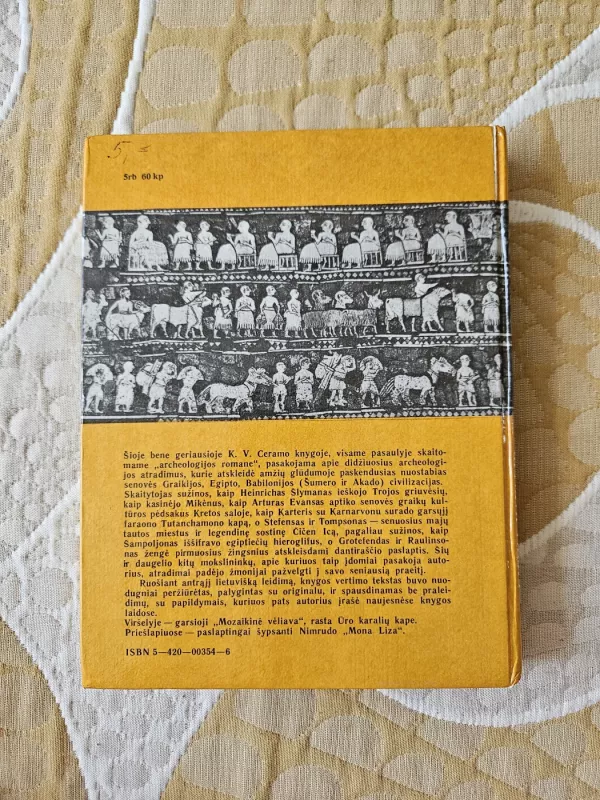 5,
5rb 60 kp
Šioje bene geriausioje K. V. Ceramo knygoje, visame pasaulyje skaito-
mame „archeologijos romane“, pasakojama apie didžiuosius archeologi-
jos atradimus, kurie atskleidė amžių glūdumoje paskendusias nuostabias
senovės Graikijos, Egipto, Babilonijos (Šumero ir Akado) civilizacijas.
Skaitytojas sužinos, kaip Heinrichas Šlymanas ieškojo Trojos griuvėsių,
kaip kasinėjo Mikėnus, kaip Arturas Evansas aptiko senovės graikų kul-
tūros pėdsakus Kretos saloje, kap Karteris su Karnarvonu surado garsųjį
faraono Tutanchamono kapą, o Stefensas ir Tompsonas — senuosius majų
tautos miestus ir legendinę sostinę Čičen Icą, pagaliau sužinos, kaip
Šampoljonas iššifravo egiptiečių hieroglifus, o Grotefendas ir Raulinso-
nas žengė pirmuosius žingsnius atskleisdami dantiraščio paslaptis. Šių
ir daugelio kitų mokslininkų, apie kuriuos taip įdomiai pasakoja auto-
rius, atradimai padėjo žmonijai pažvelgti į savo seniausią praeitį.
Ruošiant antrąjį lietuviškąjį leidimą, knygos vertimo tekstas buvo nuo-
dugniai peržiūrėtas, palygintas su originalu, ir spausdinamas be pralei-
dimų, su papildymais, kuriuos pats autorius įrašė naujesnėse knygos
laidose.
Viršelyje — garsioji „Mozaikinė vėliava“, rasta Ūro karalių kape.
Priešlapiuose — paslaptingai šypsanti Nimrudo „Mona Liza“.
ISBN 5—420—00354—6